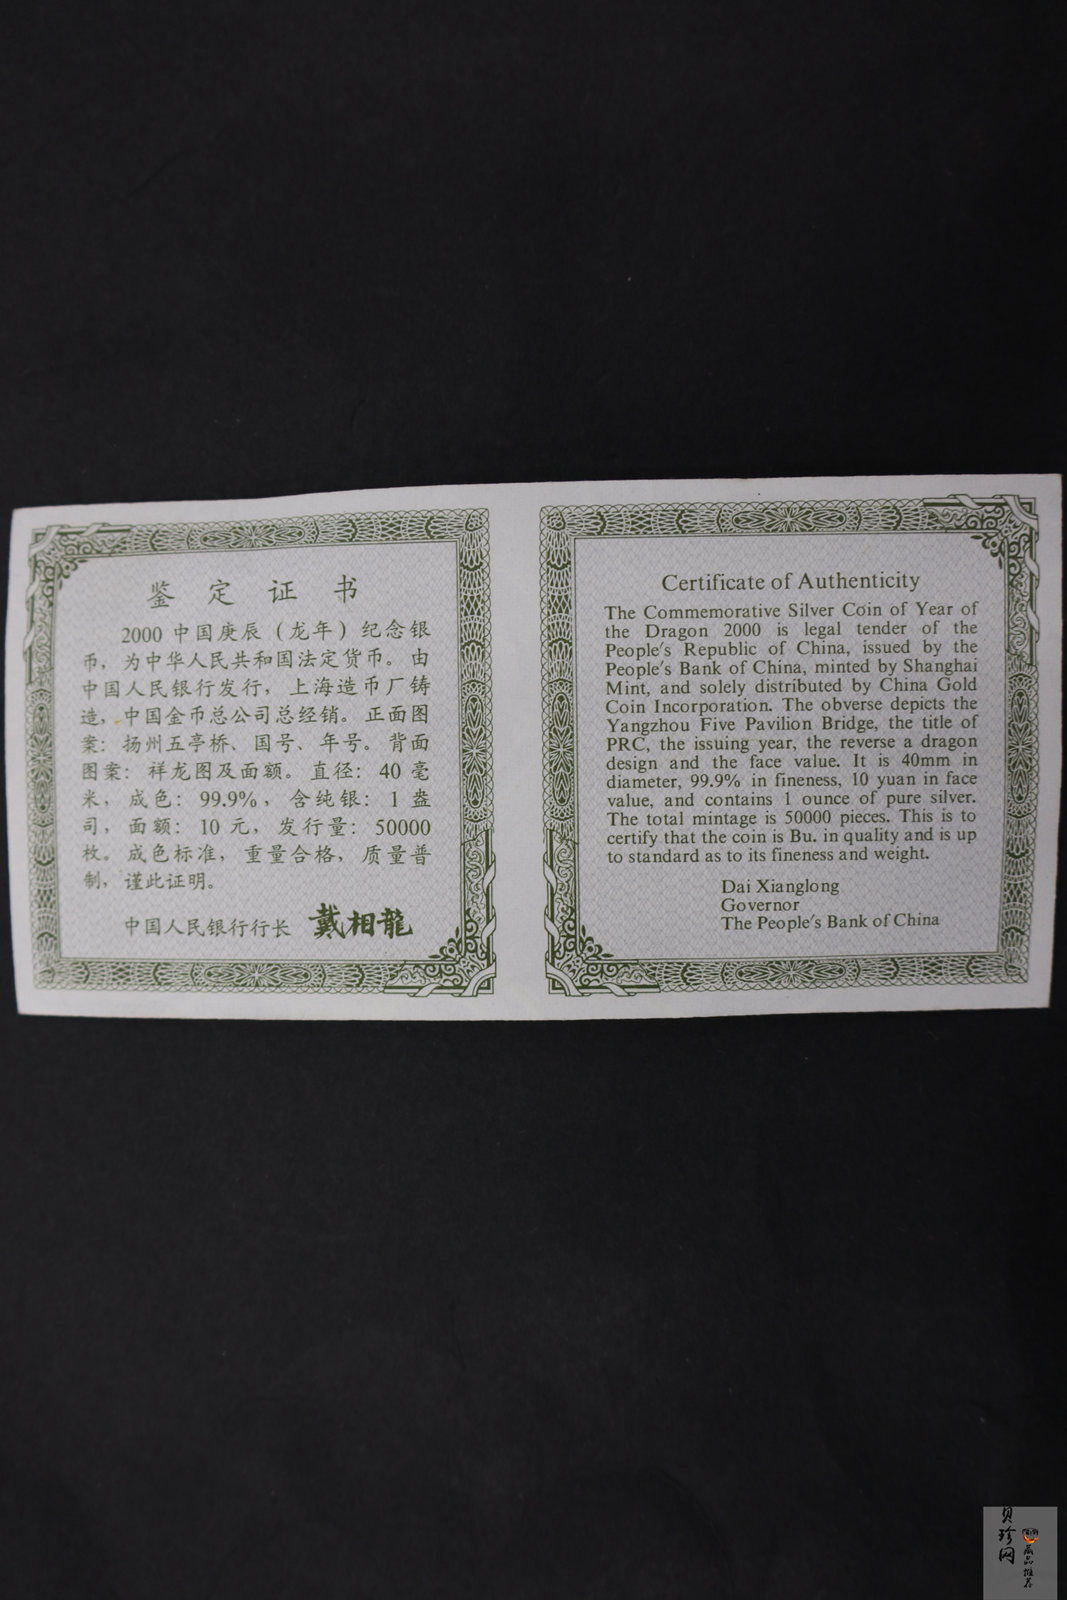 鉴定证书
2000 中国庚辰（龙年）纪念银
币，为中华人民共和国法定货币。由
中国人民银行发行，上海造币厂铸
造，中国金币总公司总经销。正面图
案：扬州五亭桥、国号、年号。背面
图案：祥龙图及面额。直径：40 毫
米，成色：99.9%，含纯银：1 盎
司，面额：10 元，发行量：50000
枚。成色标准，重量合格，质量普
制，谨此证明。
中国人民银行行长 戴相龍
Certificate of Authenticity
The Commemorative Silver Coin of Year of
the Dragon 2000 is legal tender of the
People's Republic of China, issued by the
People's Bank of China, minted by Shanghai
Mint, and solely distributed by China Gold
Coin Incorporation. The obverse depicts the
Yangzhou Five Pavilion Bridge, the title of
PRC, the issuing year, the reverse a dragon
design and the face value. It is 40mm in
diameter, 99.9% in fineness, 10 yuan in face
value, and contains 1 ounce of pure silver.
The total mintage is 50000 pieces. This is to
certify that the coin is Bu. in quality and is up
to standard as to its fineness and weight.
Dai Xianglong
Governor
The People's Bank of China
贝珍网
藏品推荐